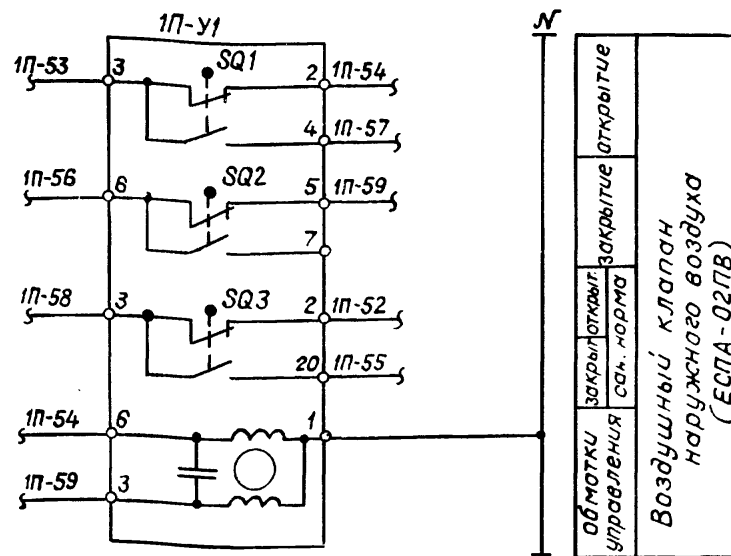 1П-У1
N
1П-53 3 SQ1 2 1П-54
4 1П-57
1П-56 6 SQ2 5 1П-59
7
1П-58 3 SQ3 2 1П-52
20 1П-55
1П-54 6 1
1П-59 3
открытие
закрытие
закрыт открыт.
сан. норма
обмотки
управления
Воздушный клапан
наружного воздуха
(ЕСПА-02ПВ)